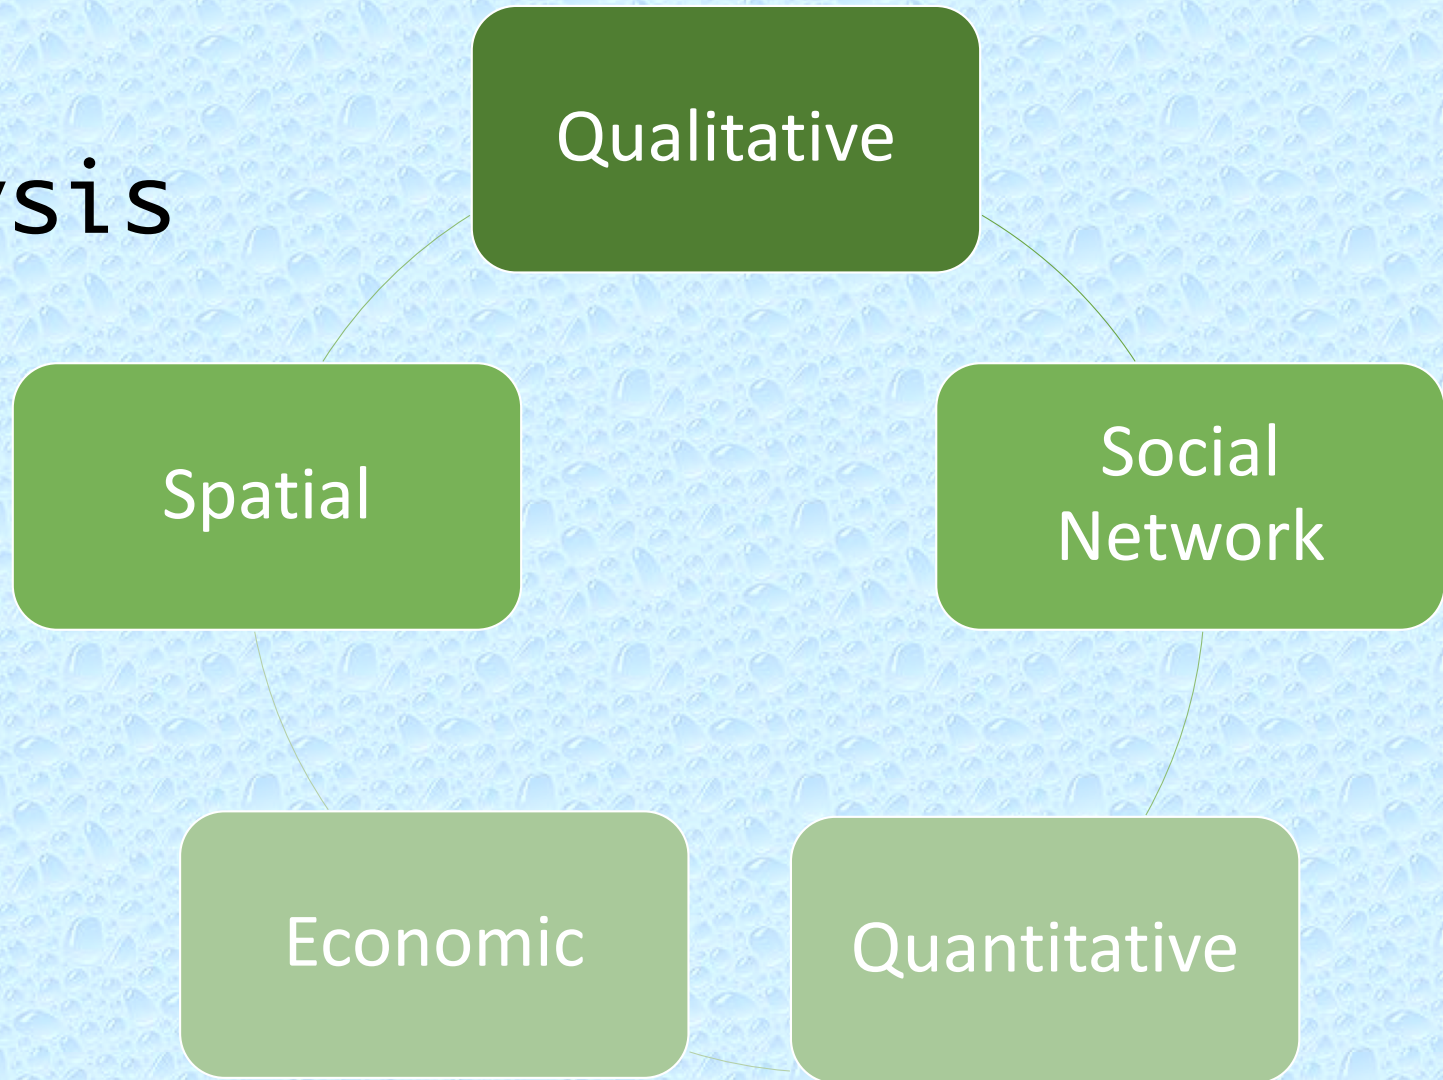 Qualitative
ysis
Social
Network
Spatial
Economic
Quantitative